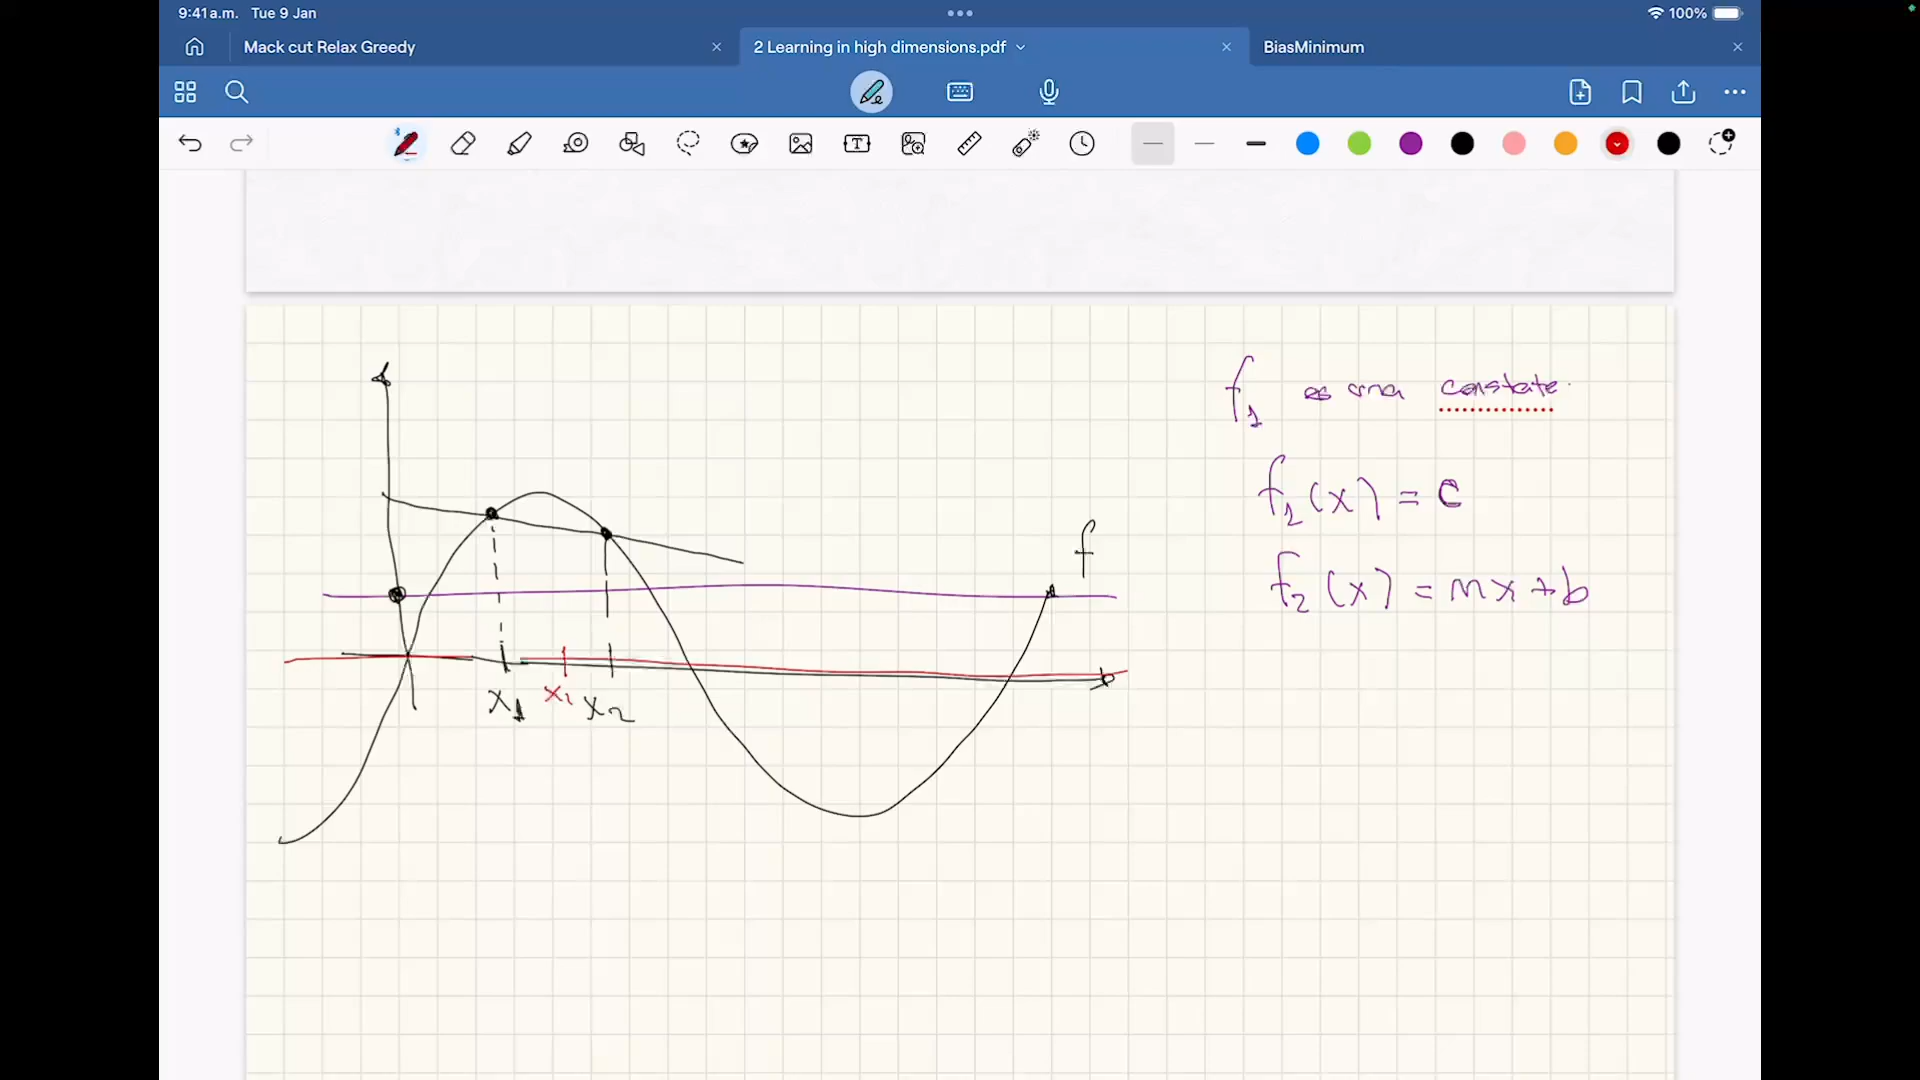 9:41 a.m. Tue 9 Jan
100%
Mack cut Relax Greedy
2 Learning in high dimensions.pdf
BiasMinimum
f₁ es una constate.
f₁(x) = C
f₂(x) = mx+b
f
x₁ x₁ x₂